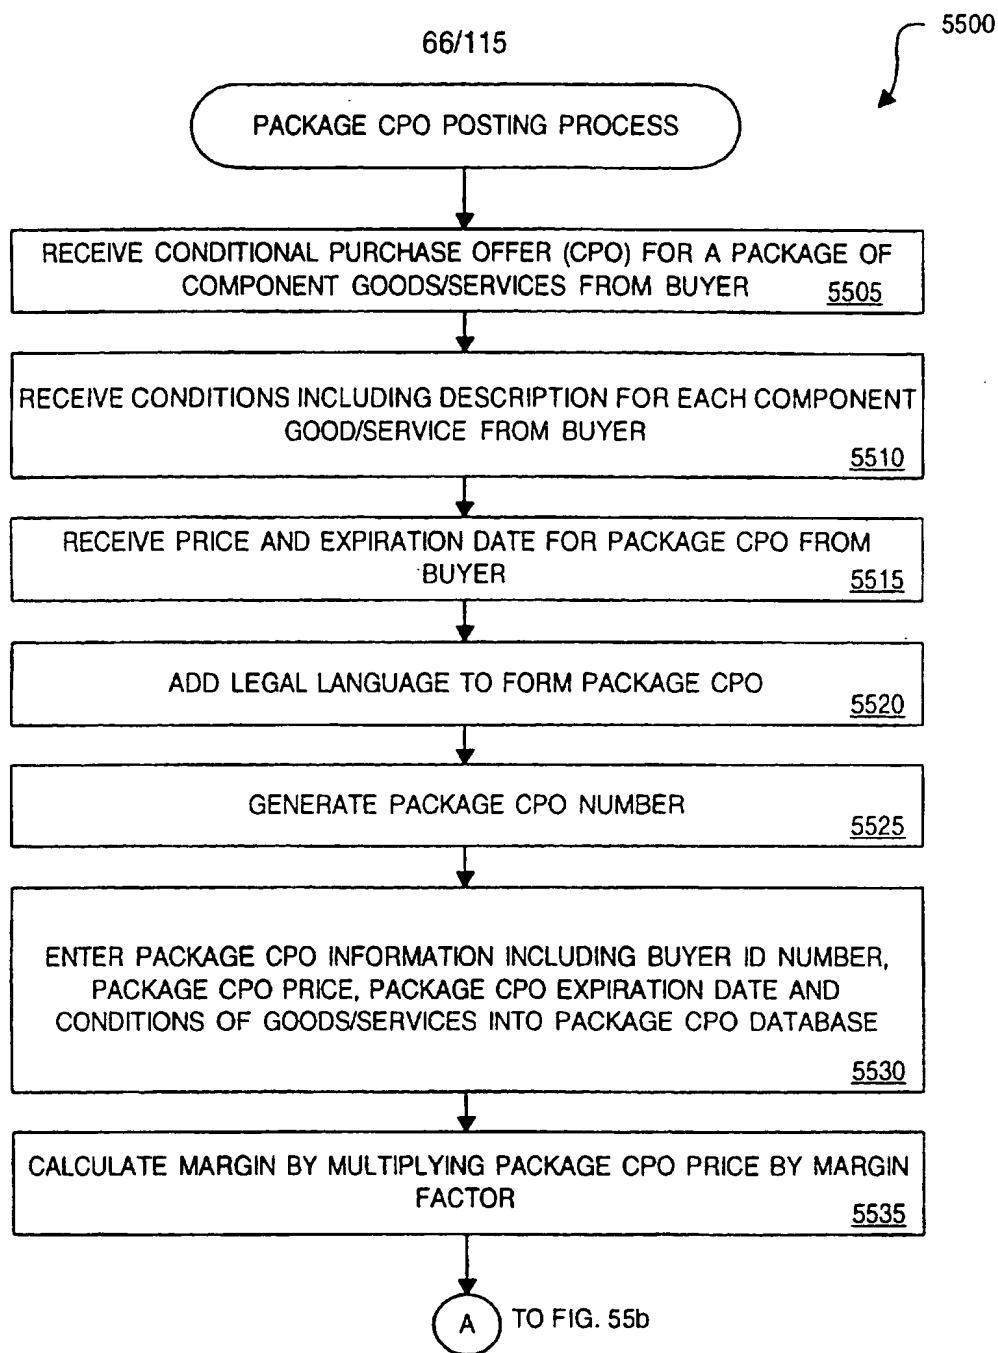 5500
66/115
PACKAGE CPO POSTING PROCESS
RECEIVE CONDITIONAL PURCHASE OFFER (CPO) FOR A PACKAGE OF
COMPONENT GOODS/SERVICES FROM BUYER
5505
RECEIVE CONDITIONS INCLUDING DESCRIPTION FOR EACH COMPONENT
GOOD/SERVICE FROM BUYER
5510
RECEIVE PRICE AND EXPIRATION DATE FOR PACKAGE CPO FROM
BUYER
5515
ADD LEGAL LANGUAGE TO FORM PACKAGE CPO
5520
GENERATE PACKAGE CPO NUMBER
5525
ENTER PACKAGE CPO INFORMATION INCLUDING BUYER ID NUMBER,
PACKAGE CPO PRICE, PACKAGE CPO EXPIRATION DATE AND
CONDITIONS OF GOODS/SERVICES INTO PACKAGE CPO DATABASE
5530
CALCULATE MARGIN BY MULTIPLYING PACKAGE CPO PRICE BY MARGIN
FACTOR
5535
A TO FIG. 55b